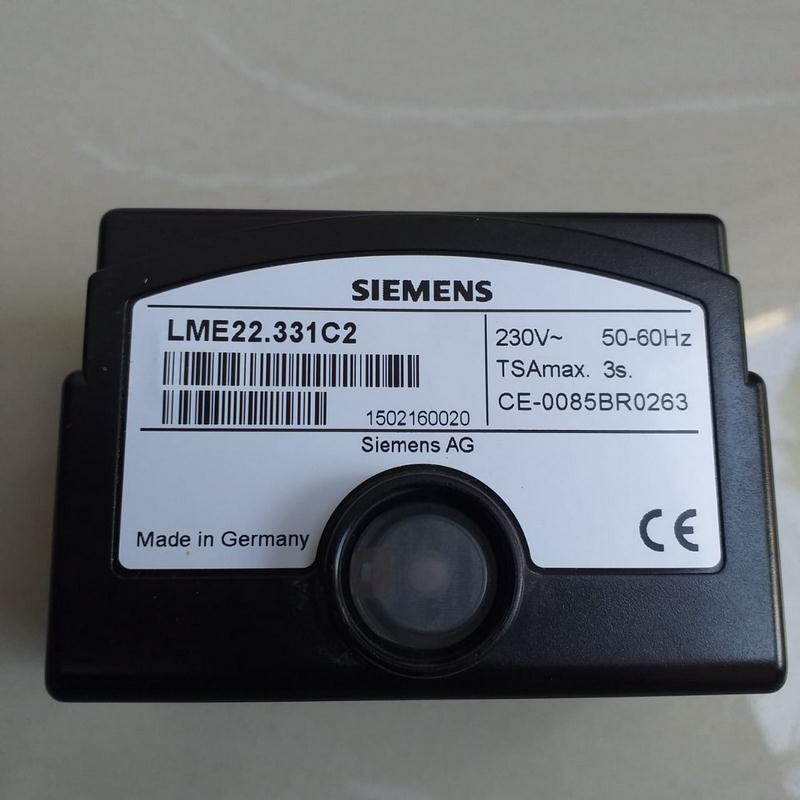 SIEMENS
LME22.331C2
1502160020
230V~ 50-60Hz
TSAmax. 3s.
CE-0085BR0263
Siemens AG
Made in Germany
CE